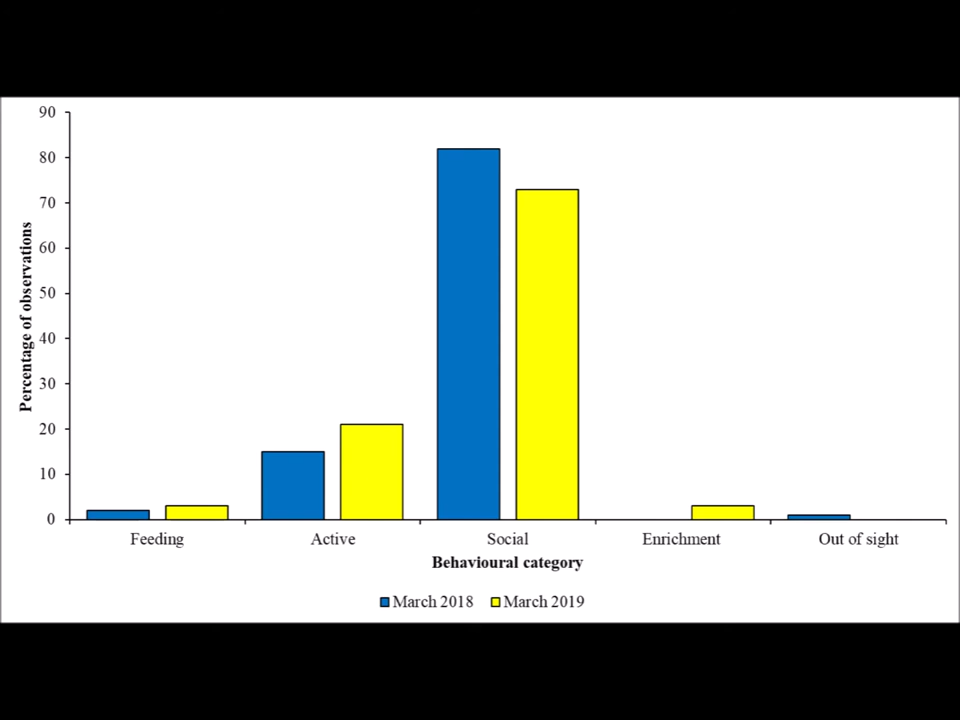 90
80
70
60
50
40
30
20
10
0
Percentage of observations
Feeding Active Social Enrichment Out of sight
Behavioural category
March 2018 March 2019